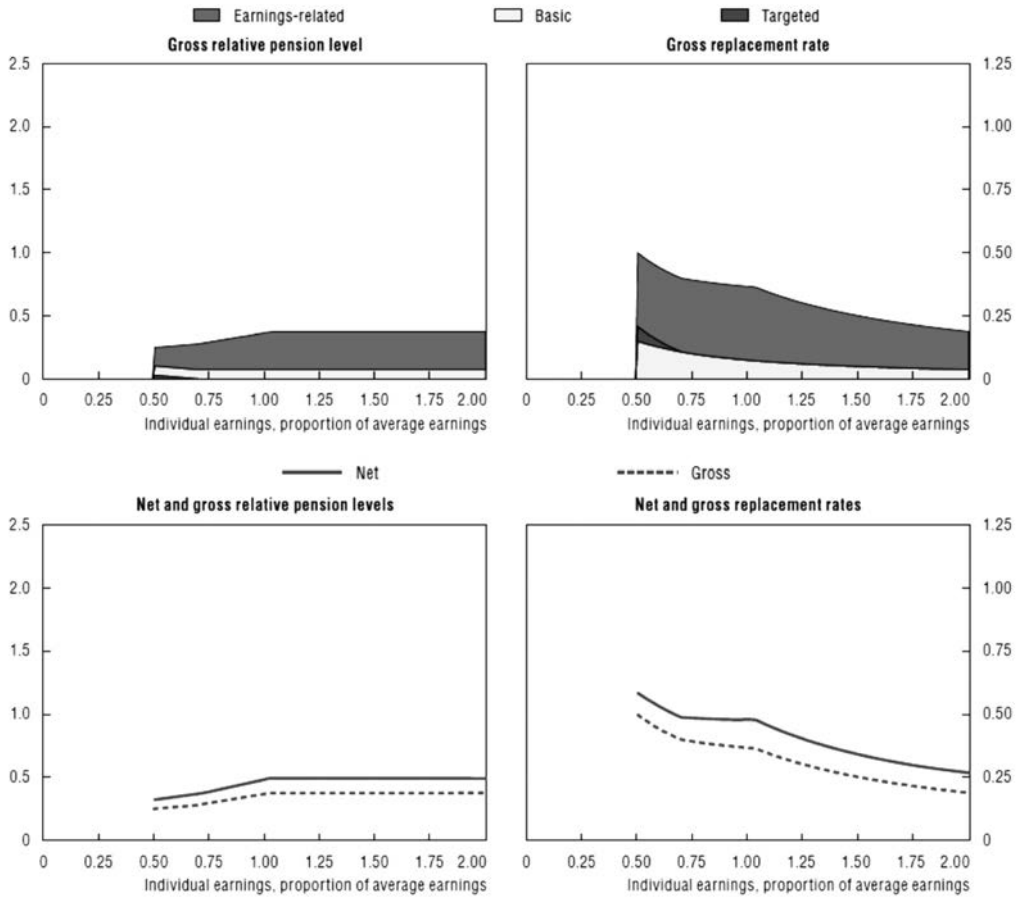 Earnings-related Basic Targeted
Gross relative pension level
Gross replacement rate
2.5
2.0
1.5
1.0
0.5
0
1.25
1.00
0.75
0.50
0.25
0
0 0.25 0.50 0.75 1.00 1.25 1.50 1.75 2.00
Individual earnings, proportion of average earnings
0 0.25 0.50 0.75 1.00 1.25 1.50 1.75 2.00
Individual earnings, proportion of average earnings
Net Gross
Net and gross relative pension levels
Net and gross replacement rates
2.5
2.0
1.5
1.0
0.5
0
1.25
1.00
0.75
0.50
0.25
0
0 0.25 0.50 0.75 1.00 1.25 1.50 1.75 2.00
Individual earnings, proportion of average earnings
0 0.25 0.50 0.75 1.00 1.25 1.50 1.75 2.00
Individual earnings, proportion of average earnings